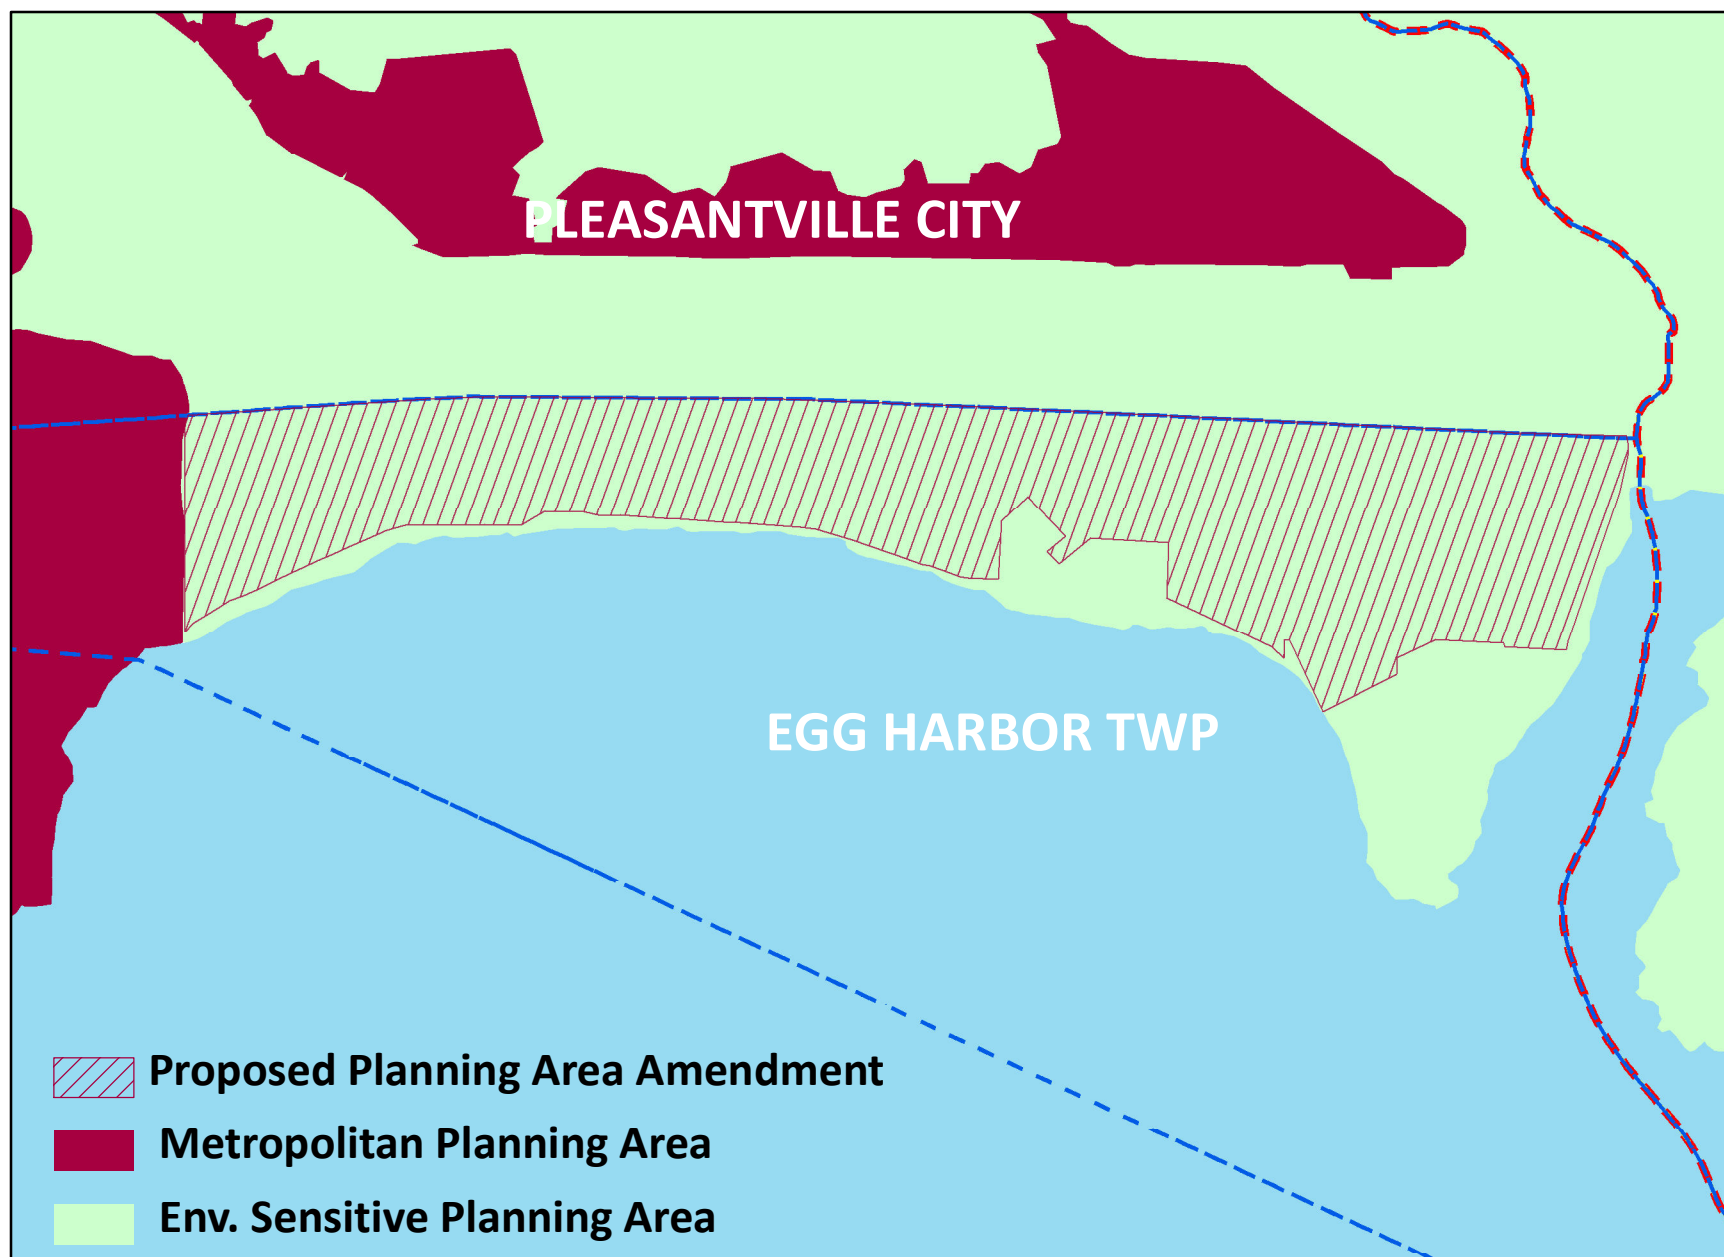 PLEASANTVILLE CITY
EGG HARBOR TWP
Proposed Planning Area Amendment
Metropolitan Planning Area
Env. Sensitive Planning Area